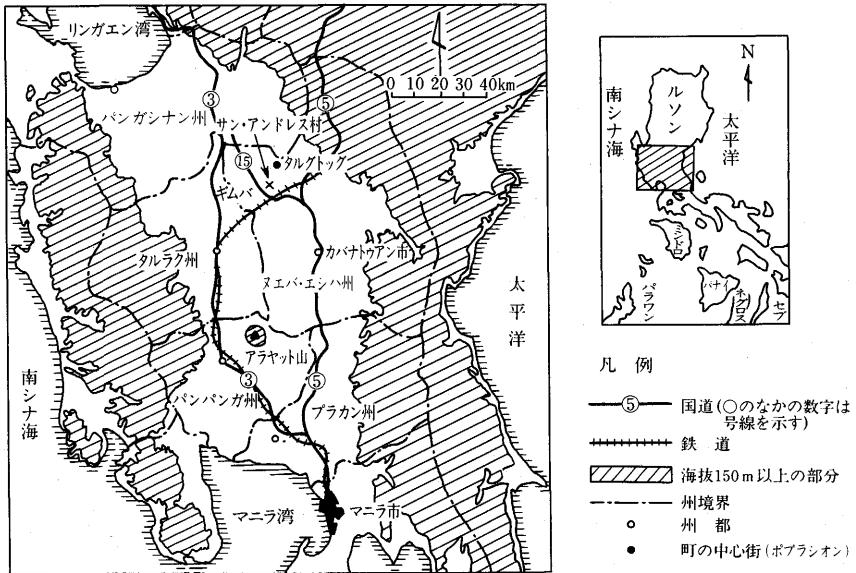 リンガエン湾
0 10 20 30 40km
③
⑤
パンガシナン州
サン・アンドレス村
⑮
タルグトッグ
ギムバ
タルラク州
カバナトゥアン市
ヌエバ・エシハ州
太平洋
アラヤット山
南シナ海
③
⑤
パンパンガ州
ブラカン州
マニラ湾
マニラ市
N
南シナ海
ルソン
太平洋
ミンドロ
パラワン
パナイ
ネグロス
セブ
凡例
⑤ 国道(○のなかの数字は
号線を示す)
鉄道
海抜150m以上の部分
州境界
州都
町の中心街(ポブラシオン)